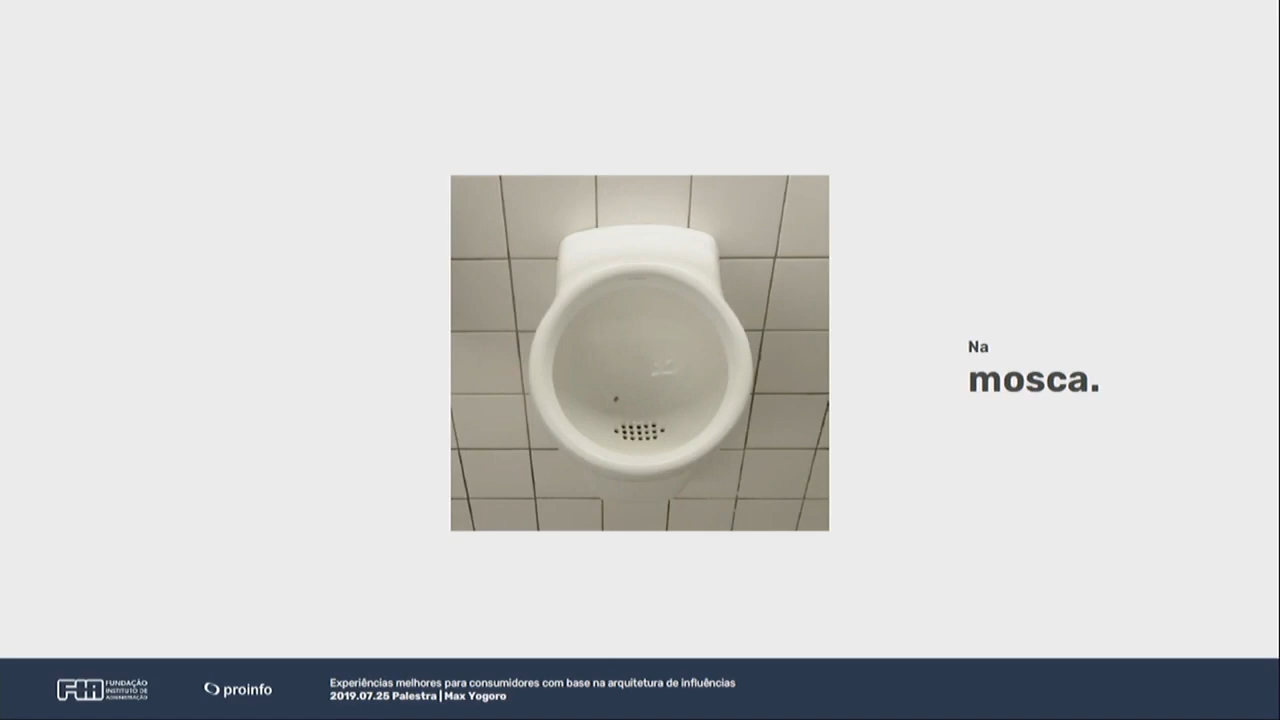 Na
mosca.
FIA
FUNDAÇÃO
INSTITUTO DE
ADMINISTRAÇÃO
proinfo
Experiências melhores para consumidores com base na arquitetura de influências
2019.07.25 Palestra | Max Yogoro